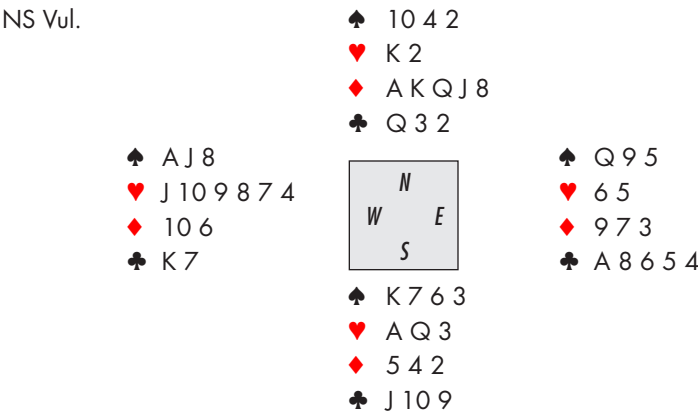 NS Vul.
♠ 10 4 2
♥ K 2
♦ A K Q J 8
♣ Q 3 2
♠ A J 8
♥ J 10 9 8 7 4
♦ 10 6
♣ K 7
N
W E
S
♠ Q 9 5
♥ 6 5
♦ 9 7 3
♣ A 8 6 5 4
♠ K 7 6 3
♥ A Q 3
♦ 5 4 2
♣ J 10 9